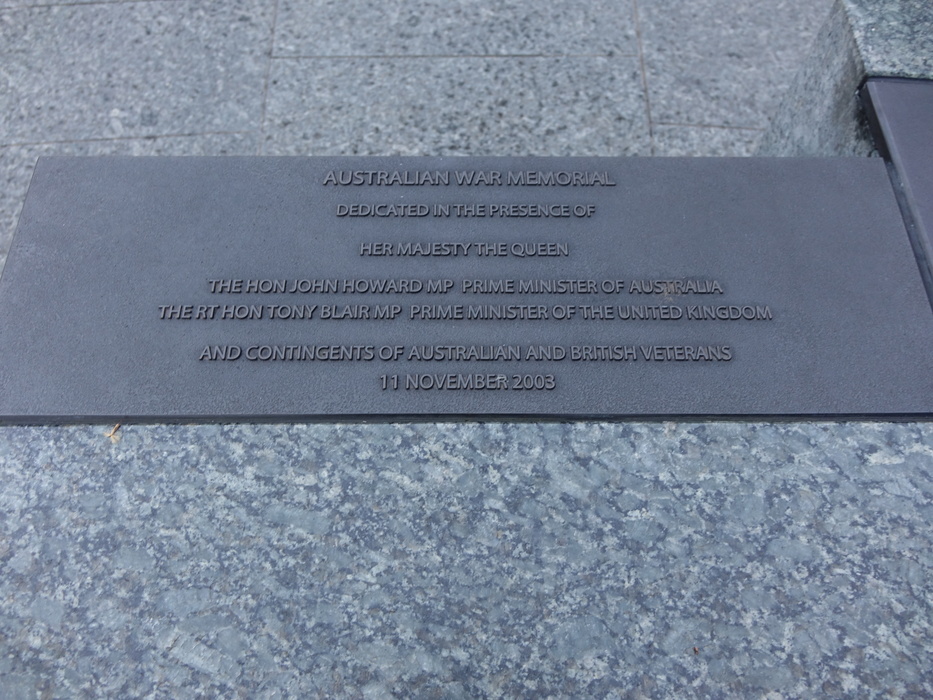 AUSTRALIAN WAR MEMORIAL
DEDICATED IN THE PRESENCE OF
HER MAJESTY THE QUEEN
THE HON JOHN HOWARD MP PRIME MINISTER OF AUSTRALIA
THE RT HON TONY BLAIR MP PRIME MINISTER OF THE UNITED KINGDOM
AND CONTINGENTS OF AUSTRALIAN AND BRITISH VETERANS
11 NOVEMBER 2003